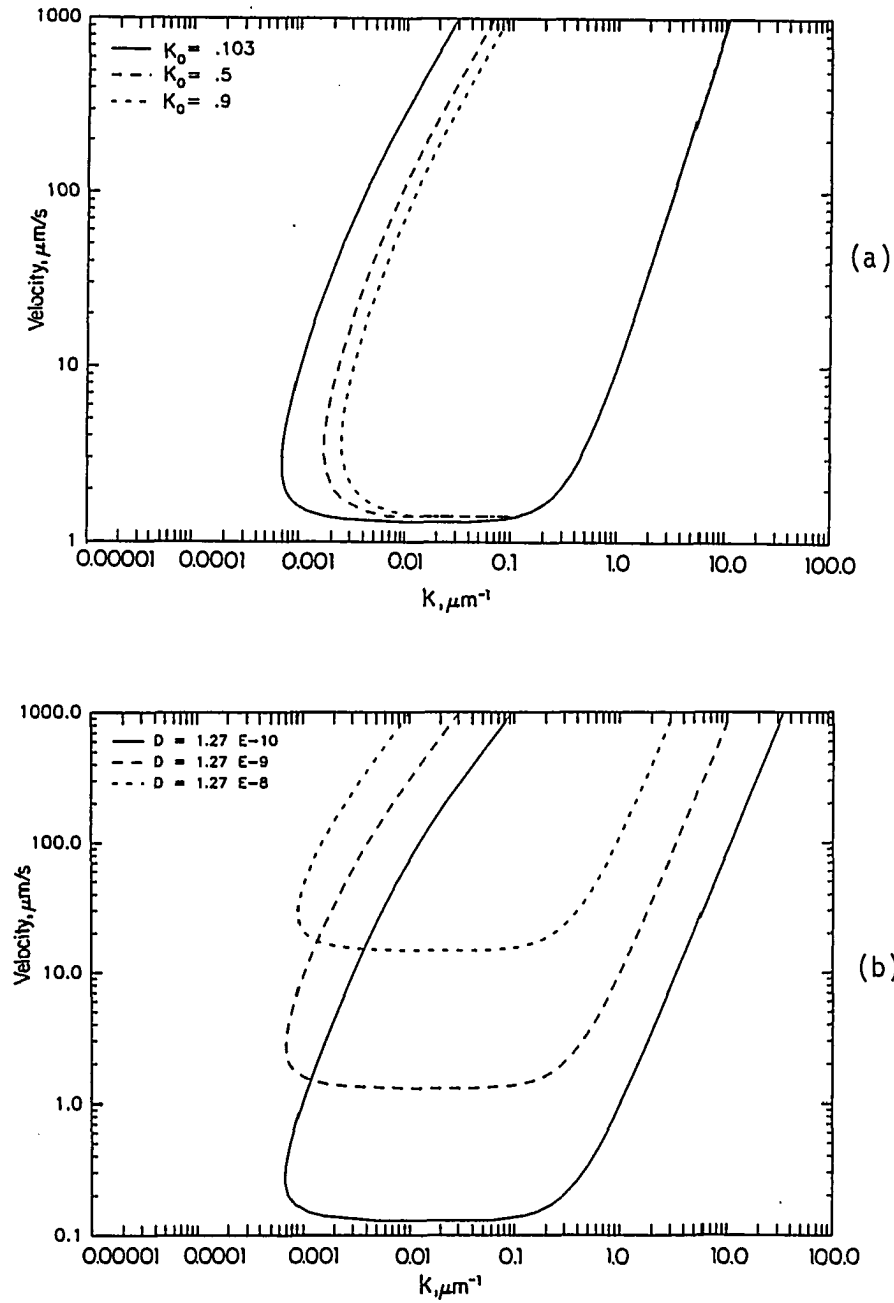 1000
100
10
1
Velocity, μm/s
K₀= .103
K₀= .5
K₀= .9
0.00001
0.0001
0.001
0.01
0.1
1.0
10.0
100.0
K, μm⁻¹
(a)
1000.0
100.0
10.0
1.0
0.1
Velocity, μm/s
D = 1.27 E-10
D = 1.27 E-9
D = 1.27 E-8
0.00001
0.0001
0.001
0.01
0.1
1.0
10.0
100.0
K, μm⁻¹
(b)